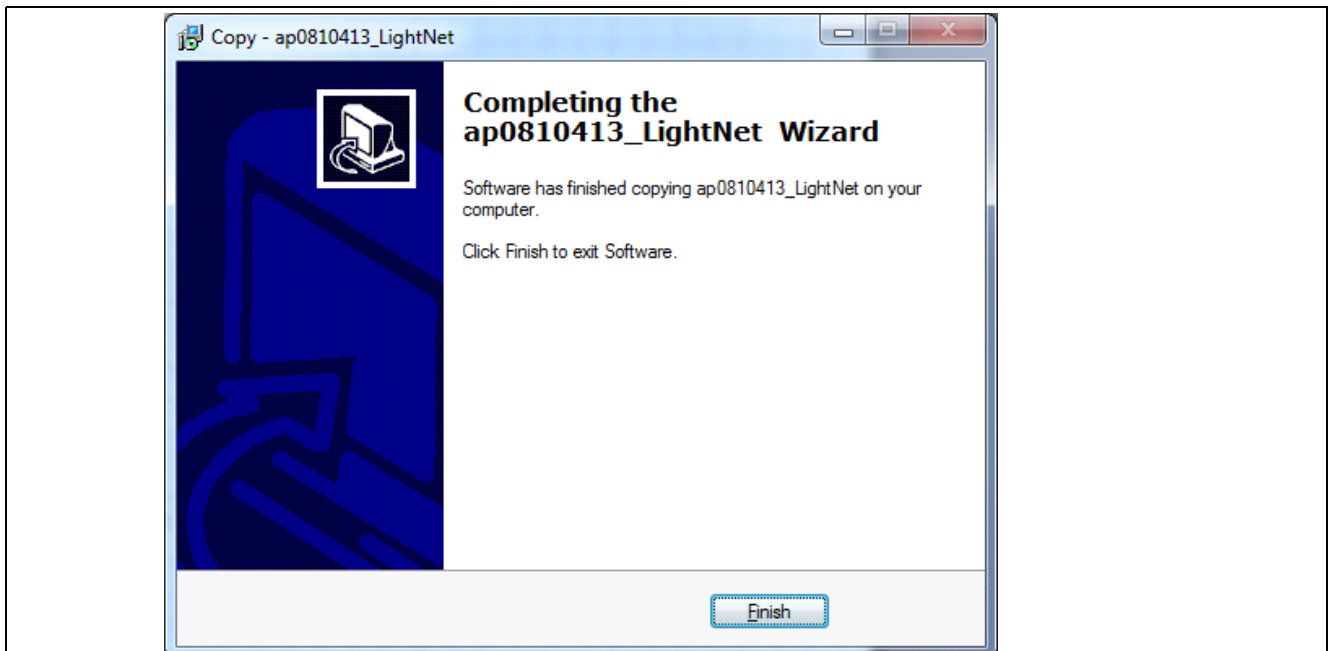 Copy - ap0810413_LightNet
Completing the
ap0810413_LightNet Wizard
Software has finished copying ap0810413_LightNet on your
computer.
Click Finish to exit Software.
Finish